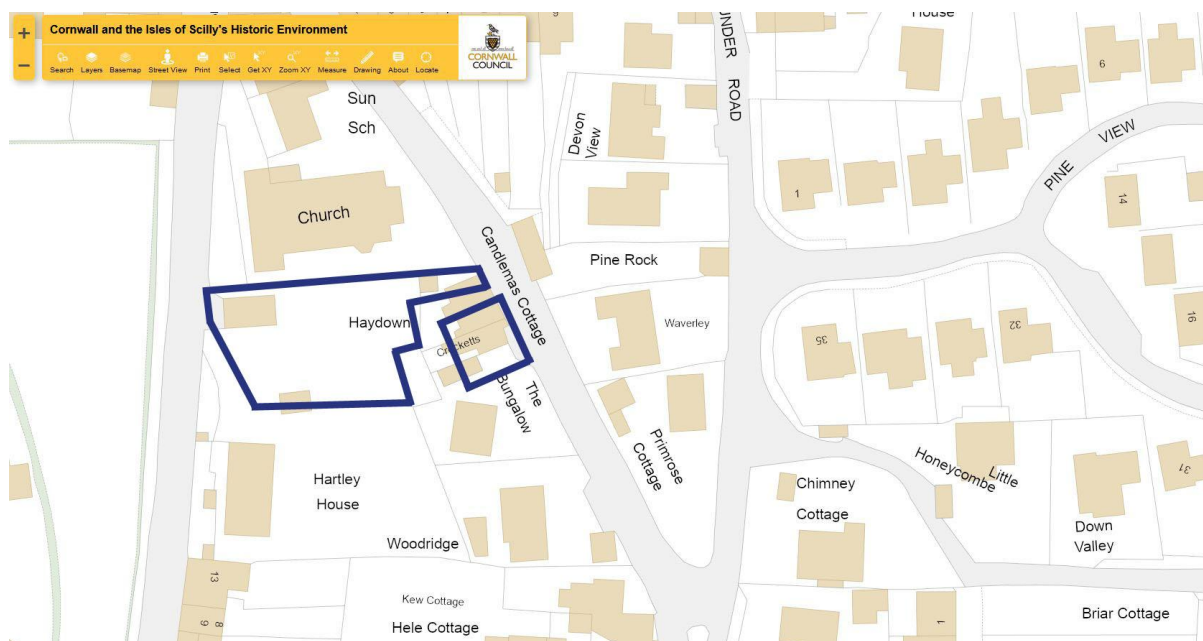 Cornwall and the Isles of Scilly's Historic Environment
+
−
Search Layers Basemap Street View Print Select Get XY Zoom XY Measure Drawing About Locate
CORNWALL
COUNCIL
House
UNDER ROAD
6
Sun
Sch
Devon
View
PINE VIEW
1
14
Church
Candlemas Cottage
Pine Rock
Haydown
Waverley
Crocketts
35
32
16
The
Bungalow
Primrose
Cottage
Hartley
House
Little
Honeycombe
31
Chimney
Cottage
Down
Valley
Woodridge
13
Kew Cottage
8
9
Hele Cottage
1
Briar Cottage